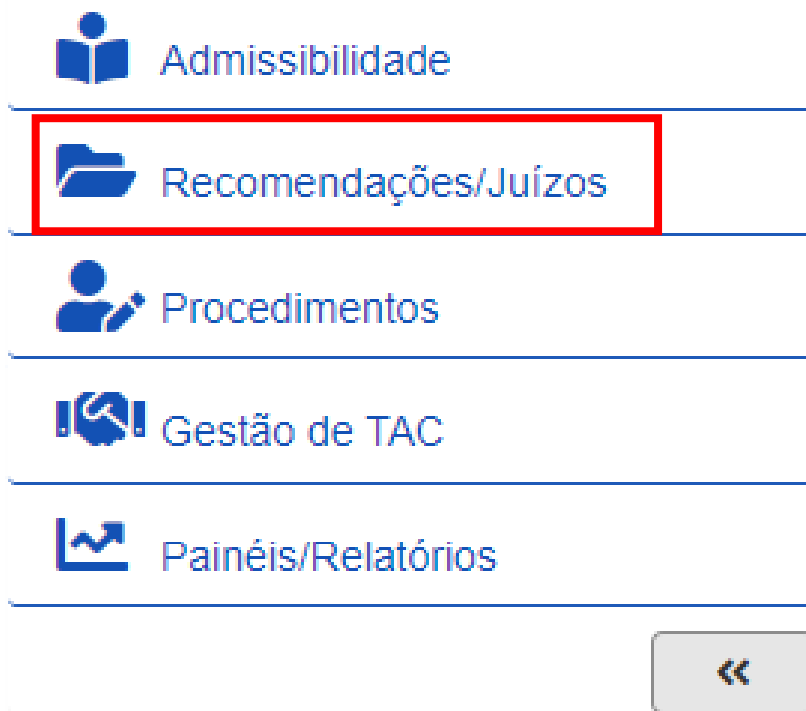 Admissibilidade
Recomendações/Juízos
Procedimentos
Gestão de TAC
Painéis/Relatórios
«